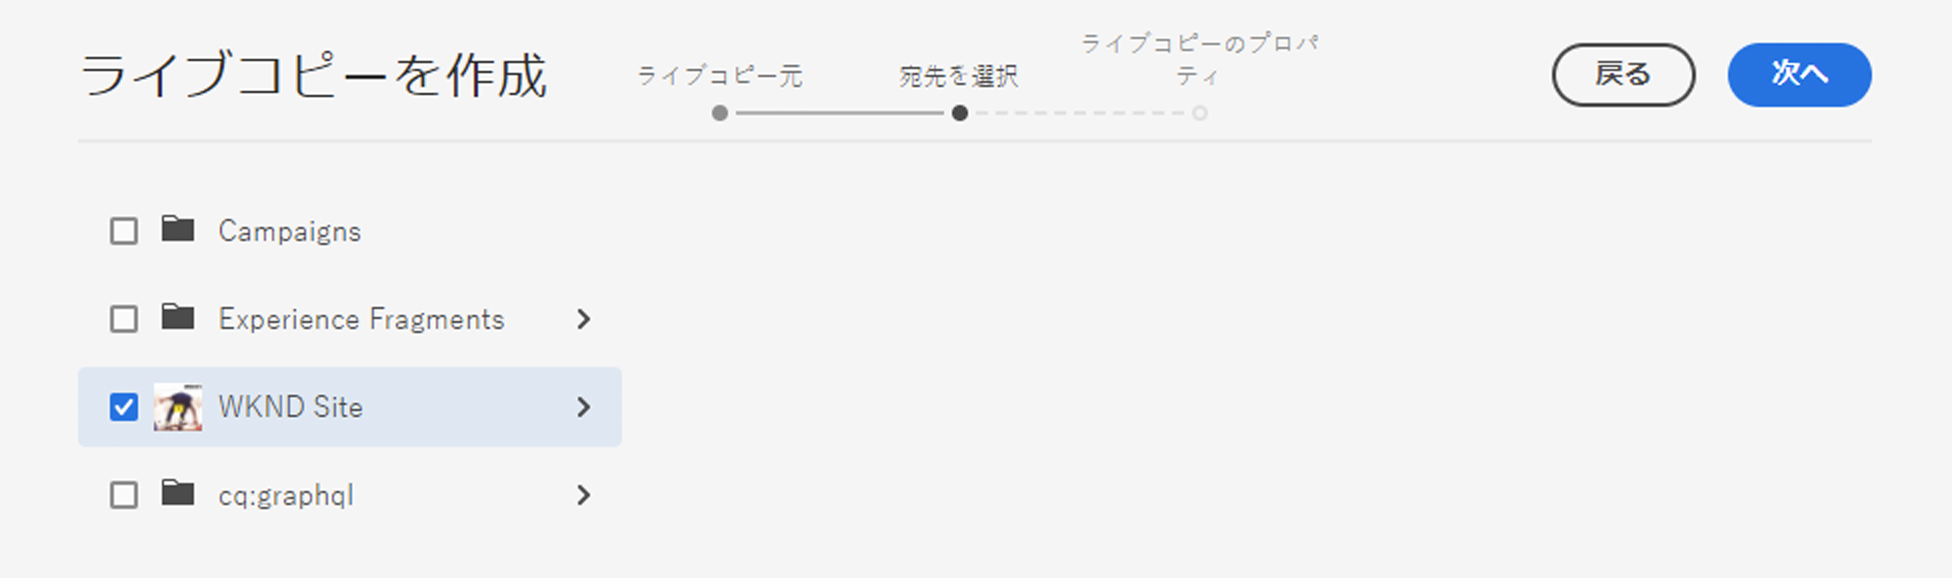 ライブコピーを作成
ライブコピー元
宛先を選択
ライブコピーのプロパ
ティ
戻る
次へ
Campaigns
Experience Fragments
WKND Site
cq:graphql